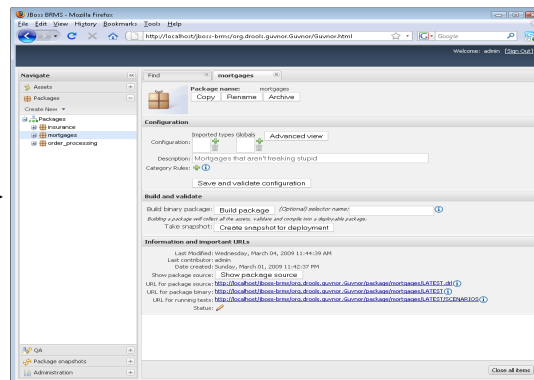 JBoss BRMS - Mozilla Firefox
File Edit View History Bookmarks Tools Help
http://localhost/jboss-brms/org.drools.guvnor.Guvnor/Guvnor.html
Google
Welcome: admin [Sign Out]
Navigate
Find
mortgages
Assets
Packages
Create New
Packages
insurance
mortgages
order_processing
QA
Package snapshots
Administration
Package name: mortgages
Copy Rename Archive
Configuration
Imported types Globals Advanced view
Configuration:
Description: Mortgages that aren't freaking stupid
Category Rules:
Save and validate configuration
Build and validate
Build binary package: Build package (Optional) selector name:
Building a package will collect all the assets, validate and compile into a deployable package.
Take snapshot: Create snapshot for deployment
Information and important URLs
Last Modified: Wednesday, March 04, 2009 11:44:39 AM
Last contributor: admin
Date created: Sunday, March 01, 2009 11:42:37 PM
Show package source: Show package source
URL for package source: http://localhost/jboss-brms/org.drools.guvnor.Guvnor/package/mortgages/LATEST.drl
URL for package binary: http://localhost/jboss-brms/org.drools.guvnor.Guvnor/package/mortgages/LATEST
URL for running tests: http://localhost/jboss-brms/org.drools.guvnor.Guvnor/package/mortgages/LATEST/SCENARIOS
Status:
Close all items